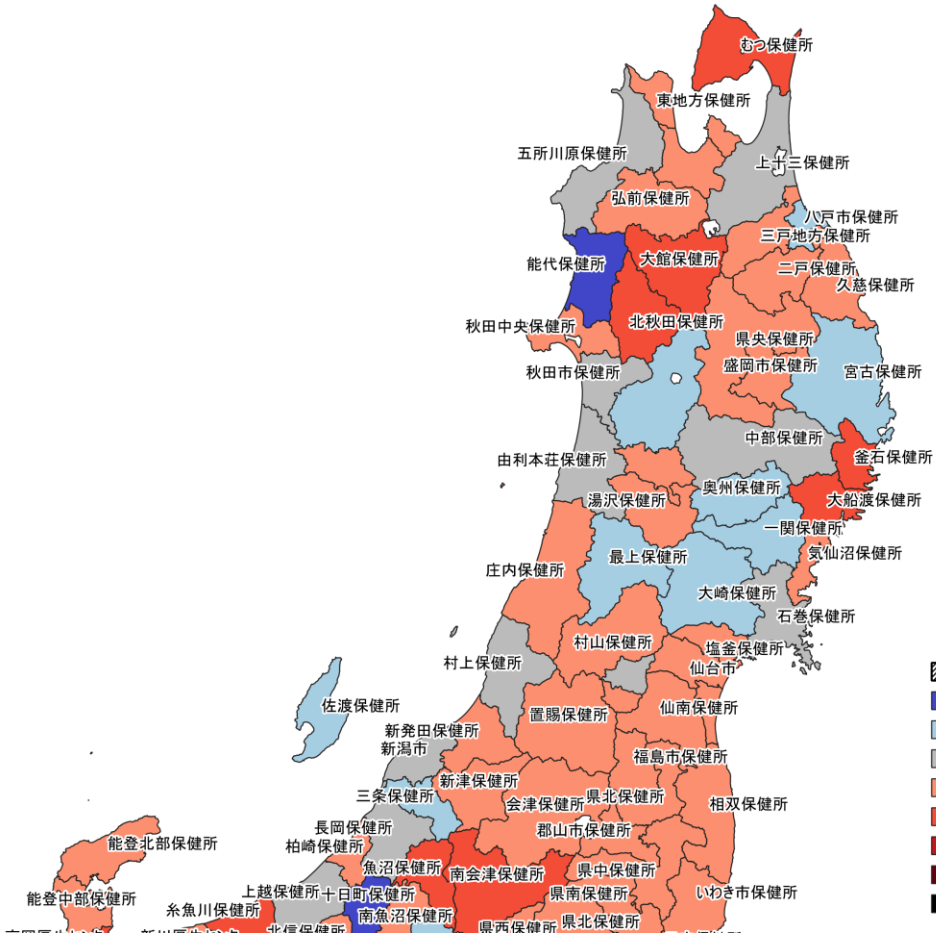 むつ保健所
東地方保健所
五所川原保健所
上十三保健所
弘前保健所
八戸市保健所
三戸地方保健所
能代保健所
大館保健所
二戸保健所
久慈保健所
秋田中央保健所
北秋田保健所
県央保健所
盛岡市保健所
秋田市保健所
宮古保健所
中部保健所
由利本荘保健所
釜石保健所
湯沢保健所
奥州保健所
大船渡保健所
一関保健所
最上保健所
気仙沼保健所
庄内保健所
大崎保健所
石巻保健所
村山保健所
塩釜保健所
村上保健所
仙台市
佐渡保健所
置賜保健所
仙南保健所
新発田保健所
新潟市
福島市保健所
新津保健所
三条保健所
会津保健所
県北保健所
相双保健所
長岡保健所
郡山市保健所
能登北部保健所
柏崎保健所
魚沼保健所
南会津保健所
県中保健所
能登中部保健所
上越保健所
十日町保健所
県南保健所
いわき市保健所
糸魚川保健所
南魚沼保健所
県西保健所
県北保健所
北信保健所